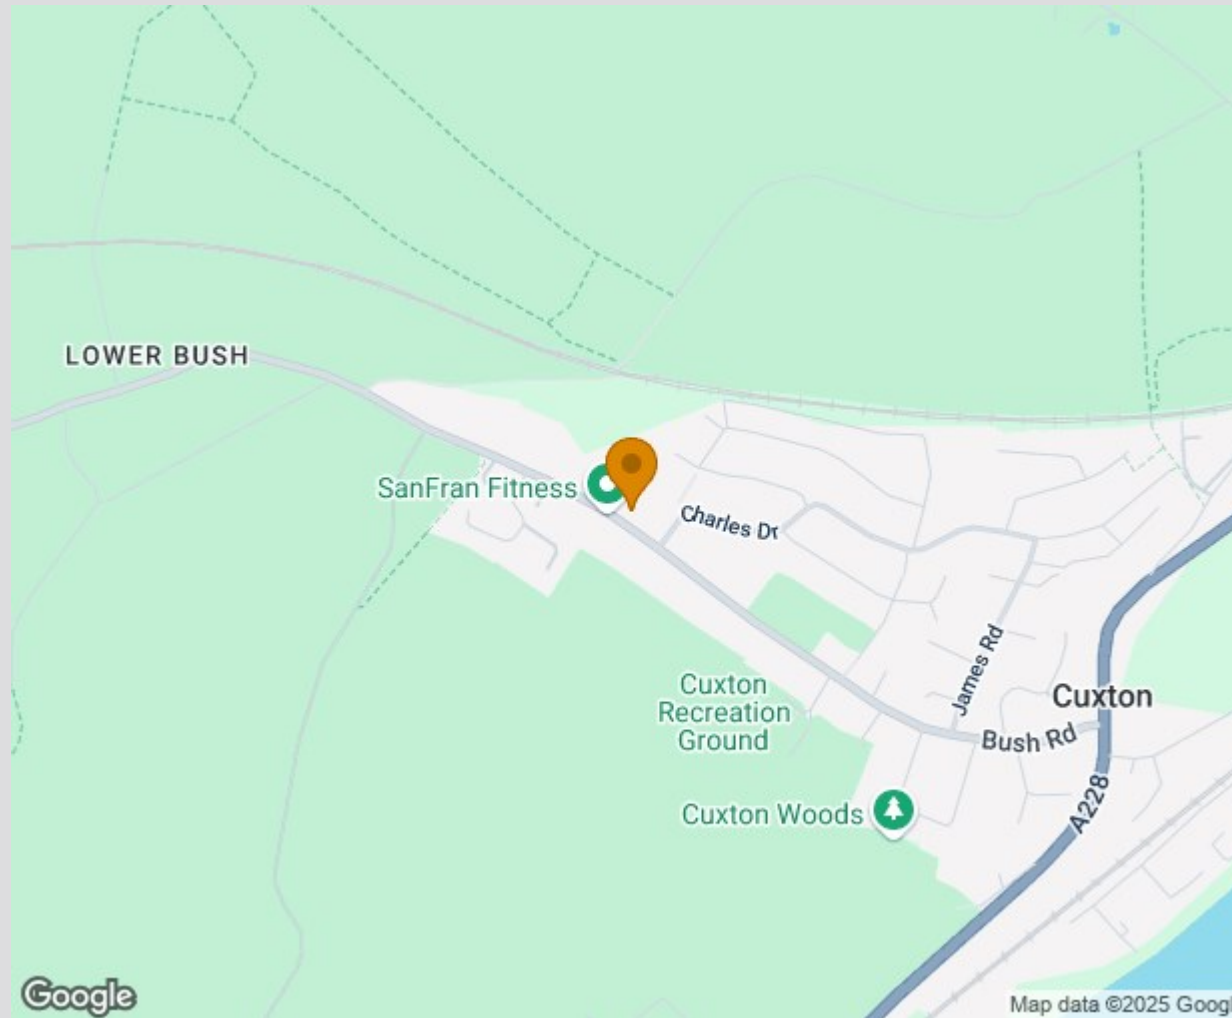 LOWER BUSH
SanFran Fitness
Charles Dr
James Rd
Cuxton
Recreation
Ground
Cuxton
Bush Rd
Cuxton Woods
A228
Google
Map data ©2025 Googl